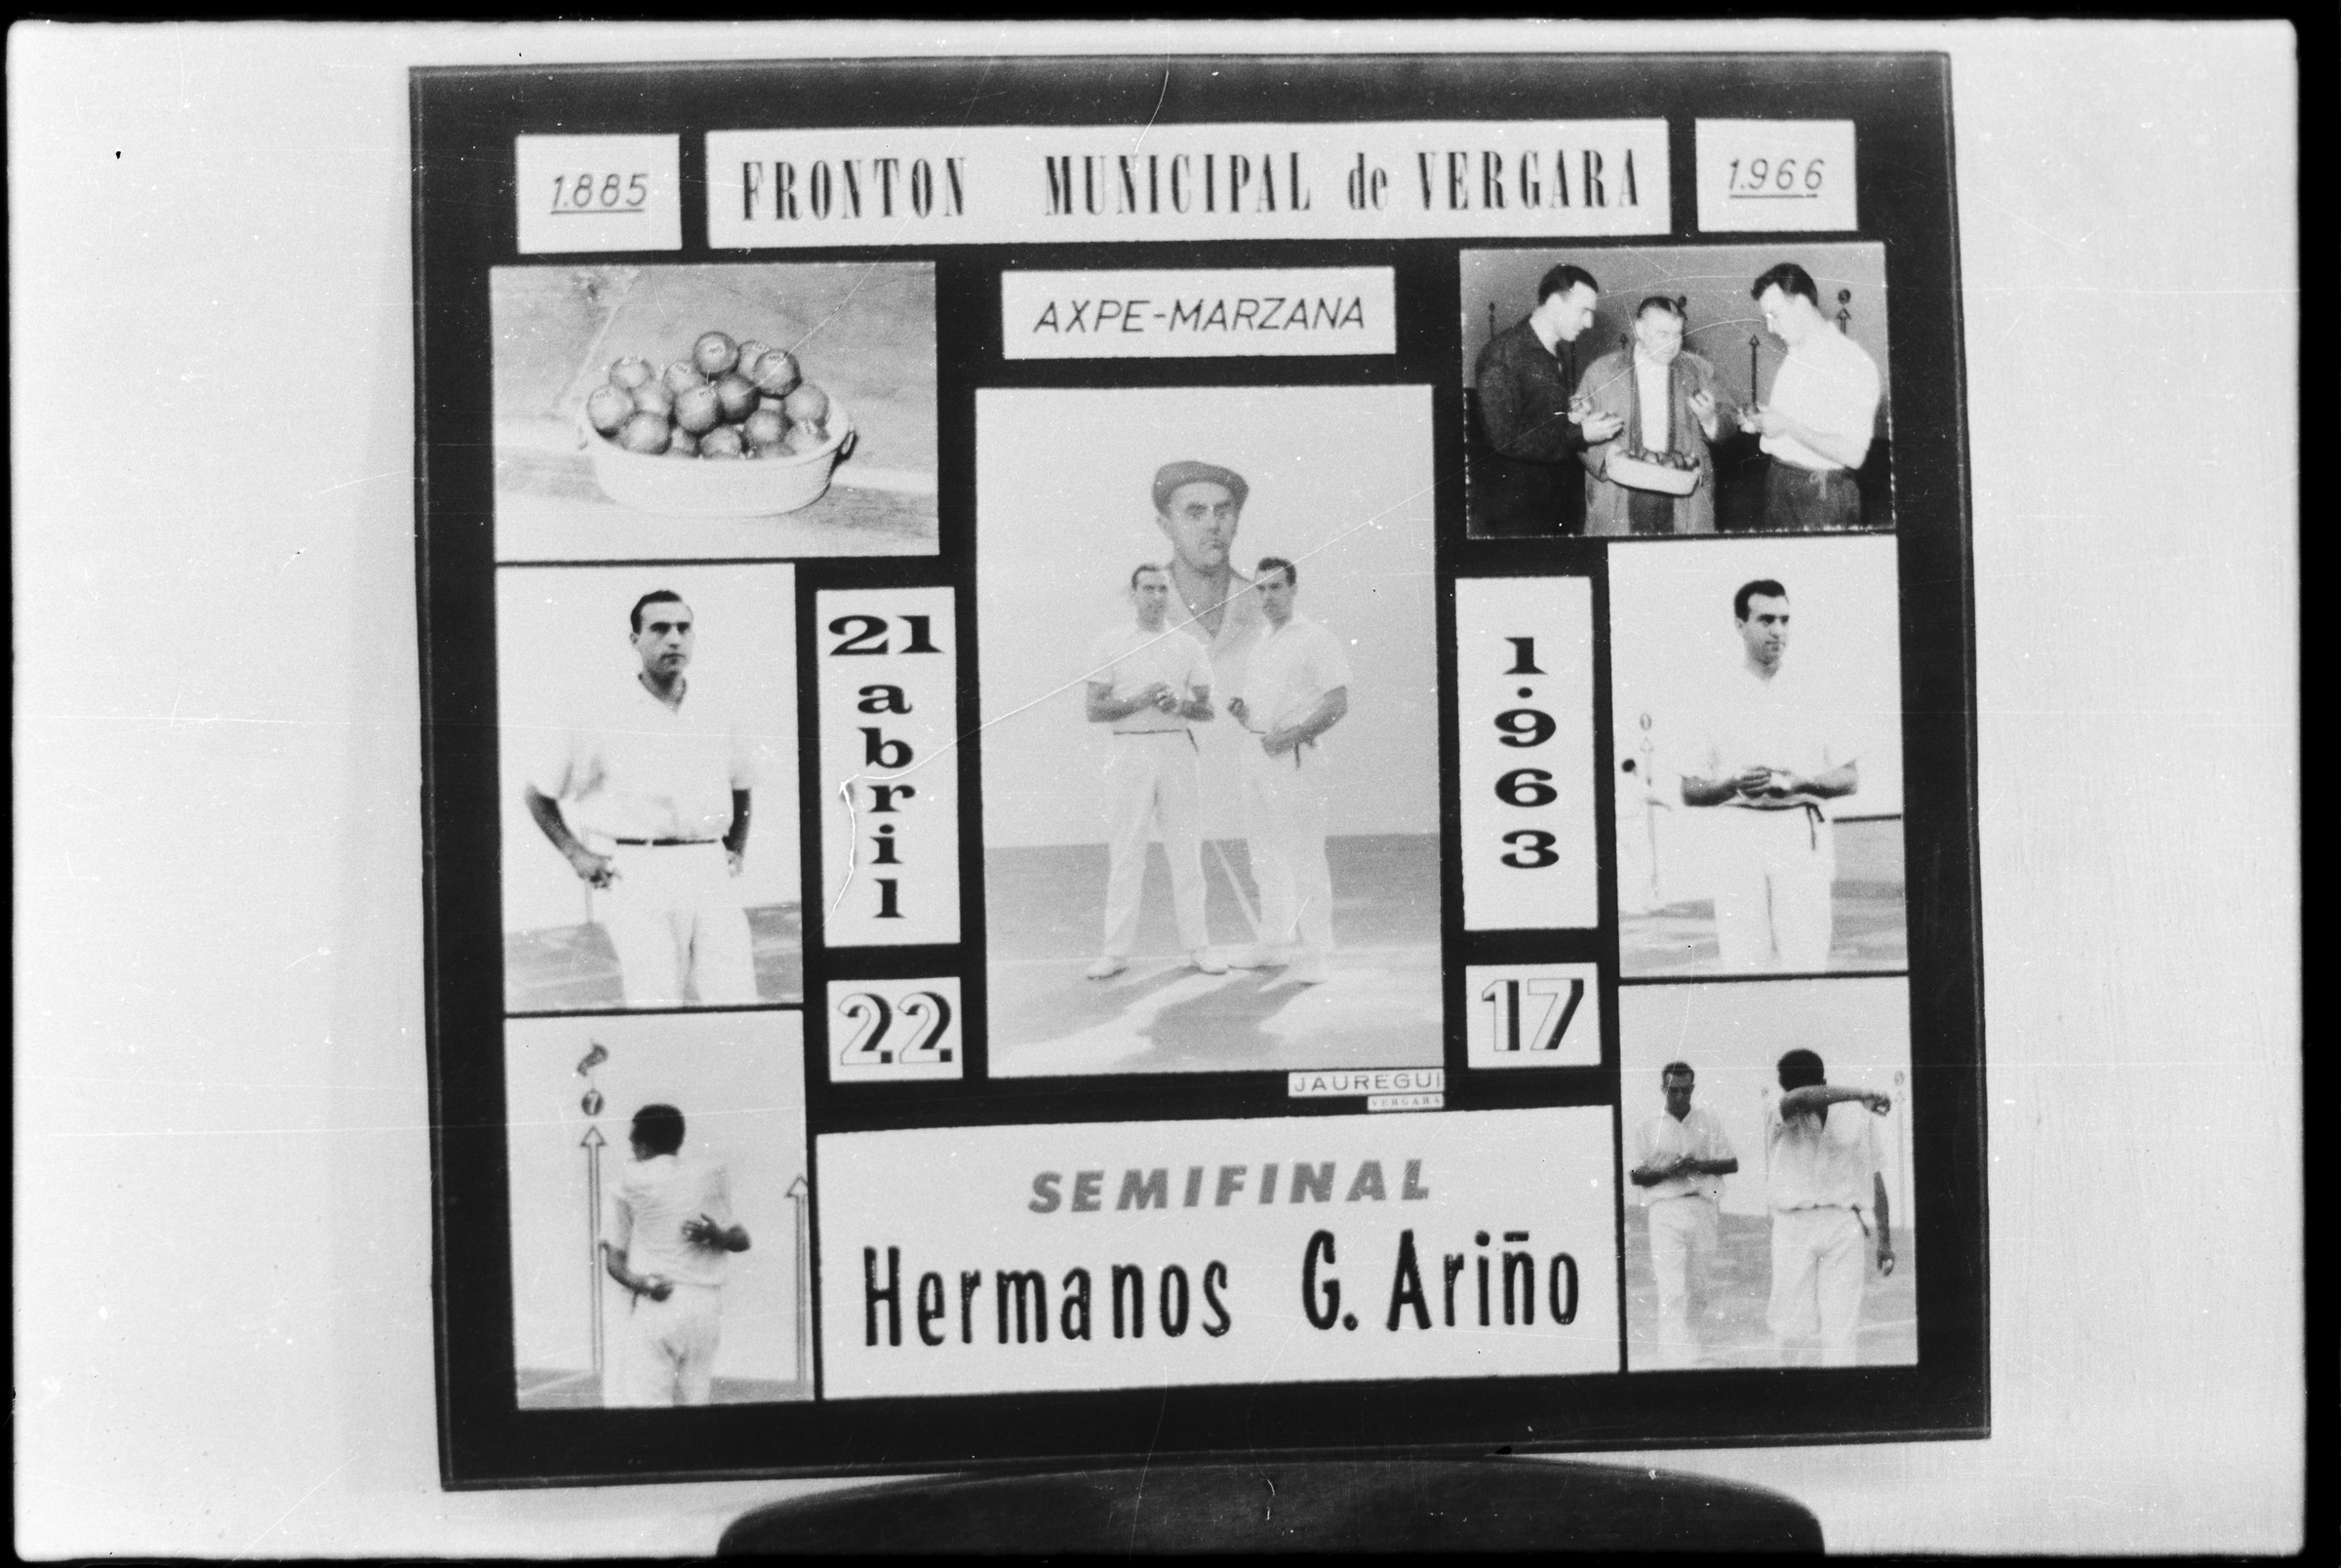 1.885
FRONTON MUNICIPAL de VERGARA
1.966
AXPE-MARZANA
21
abril
1.963
22
17
JAUREGUI
VERGARA
SEMIFINAL
Hermanos G. Ariño
7